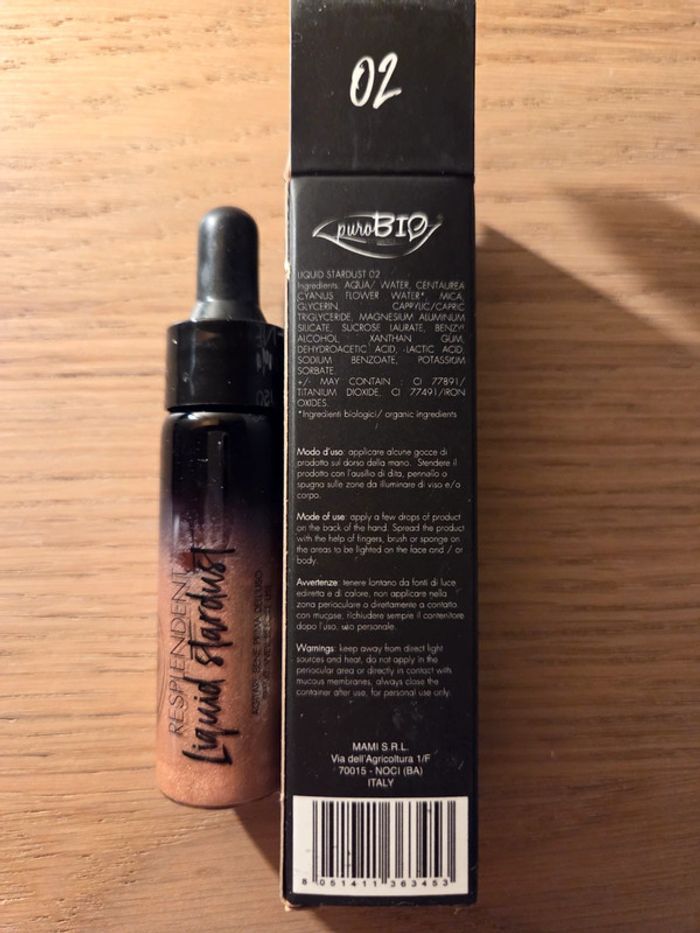 02
puroBIO
LIQUID STARDUST 02
Ingredients: AQUA/ WATER, CENTAUREA
CYANUS FLOWER WATER*, MICA,
GLYCERIN, CAPRYLIC/CAPRIC
TRIGLYCERIDE, MAGNESIUM ALUMINUM
SILICATE, SUCROSE LAURATE, BENZYL
ALCOHOL, XANTHAN GUM,
DEHYDROACETIC ACID, LACTIC ACID,
SODIUM BENZOATE, POTASSIUM
SORBATE.
+/- MAY CONTAIN : CI 77891/
TITANIUM DIOXIDE, CI 77491/IRON
OXIDES.
*Ingredienti biologici/ organic ingredients
Modo d'uso: applicare alcune gocce di
prodotto sul dorso della mano. Stendere il
prodotto con l'ausilio di dita, pennello o
spugna sulle zone da illuminare di viso e/o
corpo.
Mode of use: apply a few drops of product
on the back of the hand. Spread the product
with the help of fingers, brush or sponge on
the areas to be lighted on the face and / or
body.
Avvertenze: tenere lontano da fonti di luce
ediretta e di calore, non applicare nella
zona perioculare o direttamente a contatto
con mucose, richiudere sempre il contenitore
dopo l'uso, uso personale.
Warnings: keep away from direct light
sources and heat, do not apply in the
periocular area or directly in contact with
mucous membranes, always close the
container after use, for personal use only.
MAMI S.R.L.
Via dell'Agricoltura 1/F
70015 - NOCI (BA)
ITALY
8 051411 363453
RESPLENDENT
Liquid stardust
AGITARE BENE PRIMA DELL'USO